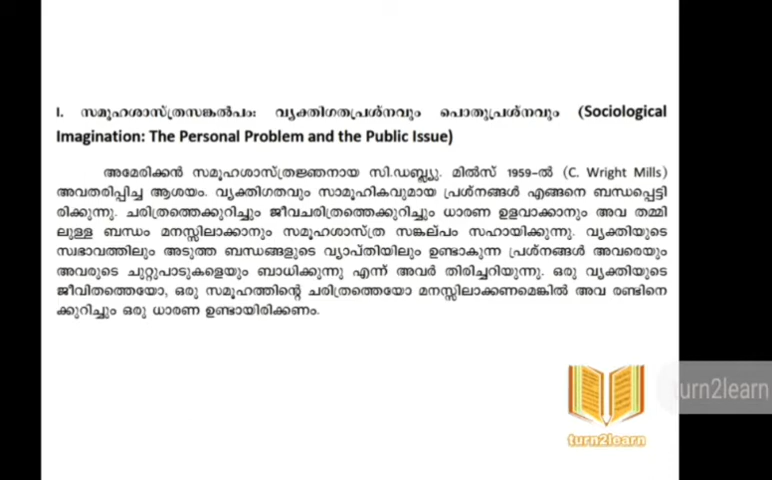 I. സമൂഹശാസ്ത്രസങ്കൽപം: വ്യക്തിഗതപ്രശ്നവും പൊതുപ്രശ്നവും (Sociological
Imagination: The Personal Problem and the Public Issue)
അമേരിക്കൻ സമൂഹശാസ്ത്രജ്ഞനായ സി.ഡബ്ല്യു. മിൽസ് 1959-ൽ (C. Wright Mills)
അവതരിപ്പിച്ച ആശയം. വ്യക്തിഗതവും സാമൂഹികവുമായ പ്രശ്നങ്ങൾ എങ്ങനെ ബന്ധപ്പെട്ടി
രിക്കുന്നു. ചരിത്രത്തെക്കുറിച്ചും ജീവചരിത്രത്തെക്കുറിച്ചും ധാരണ ഉളവാക്കാനും അവ തമ്മി
ലുള്ള ബന്ധം മനസ്സിലാക്കാനും സമൂഹശാസ്ത്ര സങ്കല്പം സഹായിക്കുന്നു. വ്യക്തിയുടെ
സ്വഭാവത്തിലും അടുത്ത ബന്ധങ്ങളുടെ വ്യാപ്തിയിലും ഉണ്ടാകുന്ന പ്രശ്നങ്ങൾ അവരെയും
അവരുടെ ചുറ്റുപാടുകളെയും ബാധിക്കുന്നു എന്ന് അവർ തിരിച്ചറിയുന്നു. ഒരു വ്യക്തിയുടെ
ജീവിതത്തെയോ, ഒരു സമൂഹത്തിന്റെ ചരിത്രത്തെയോ മനസ്സിലാക്കണമെങ്കിൽ അവ രണ്ടിനെ
ക്കുറിച്ചും ഒരു ധാരണ ഉണ്ടായിരിക്കണം.
turn2learn
turn2learn